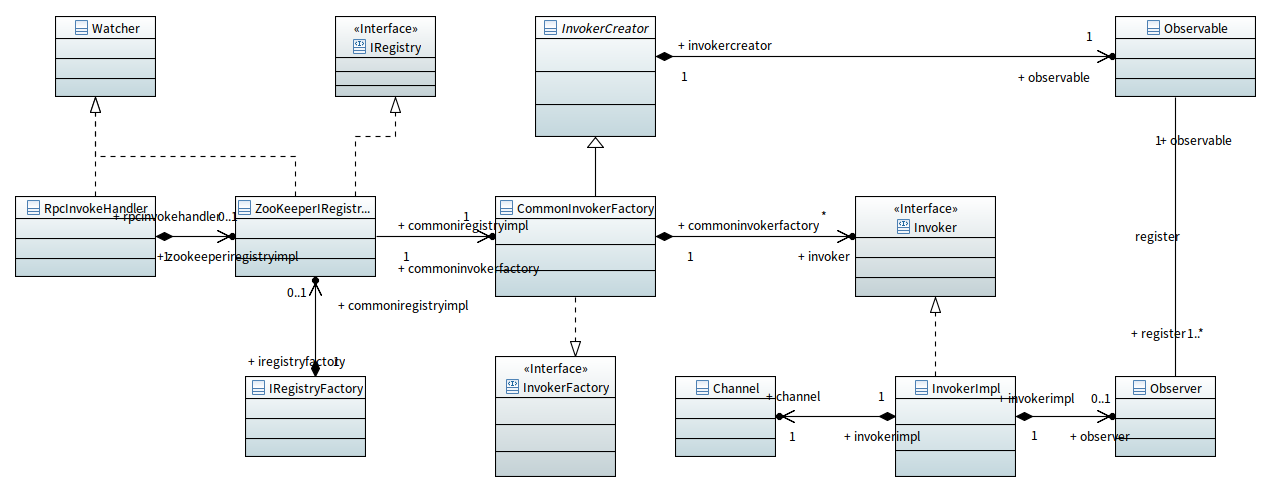 Watcher
«Interface»
IRegistry
InvokerCreator
Observable
+ invokercreator
1
1
+ observable
1
+ observable
RpcInvokeHandler
ZooKeeperIRegistr...
CommonInvokerFactory
«Interface»
Invoker
+ rpcinvokehandler
0..1
1
+ zookeeperiregistryimpl
1
+ commoniregistryimpl
1
+ commoninvokerfactory
*
+ commoninvokerfactory
1
+ invoker
register
0..1
+ commoniregistryimpl
+ register
1..*
+ iregistryfactory
1
IRegistryFactory
«Interface»
InvokerFactory
Channel
InvokerImpl
Observer
+ channel
1
+ invokerimpl
0..1
1
+ invokerimpl
1
+ observer